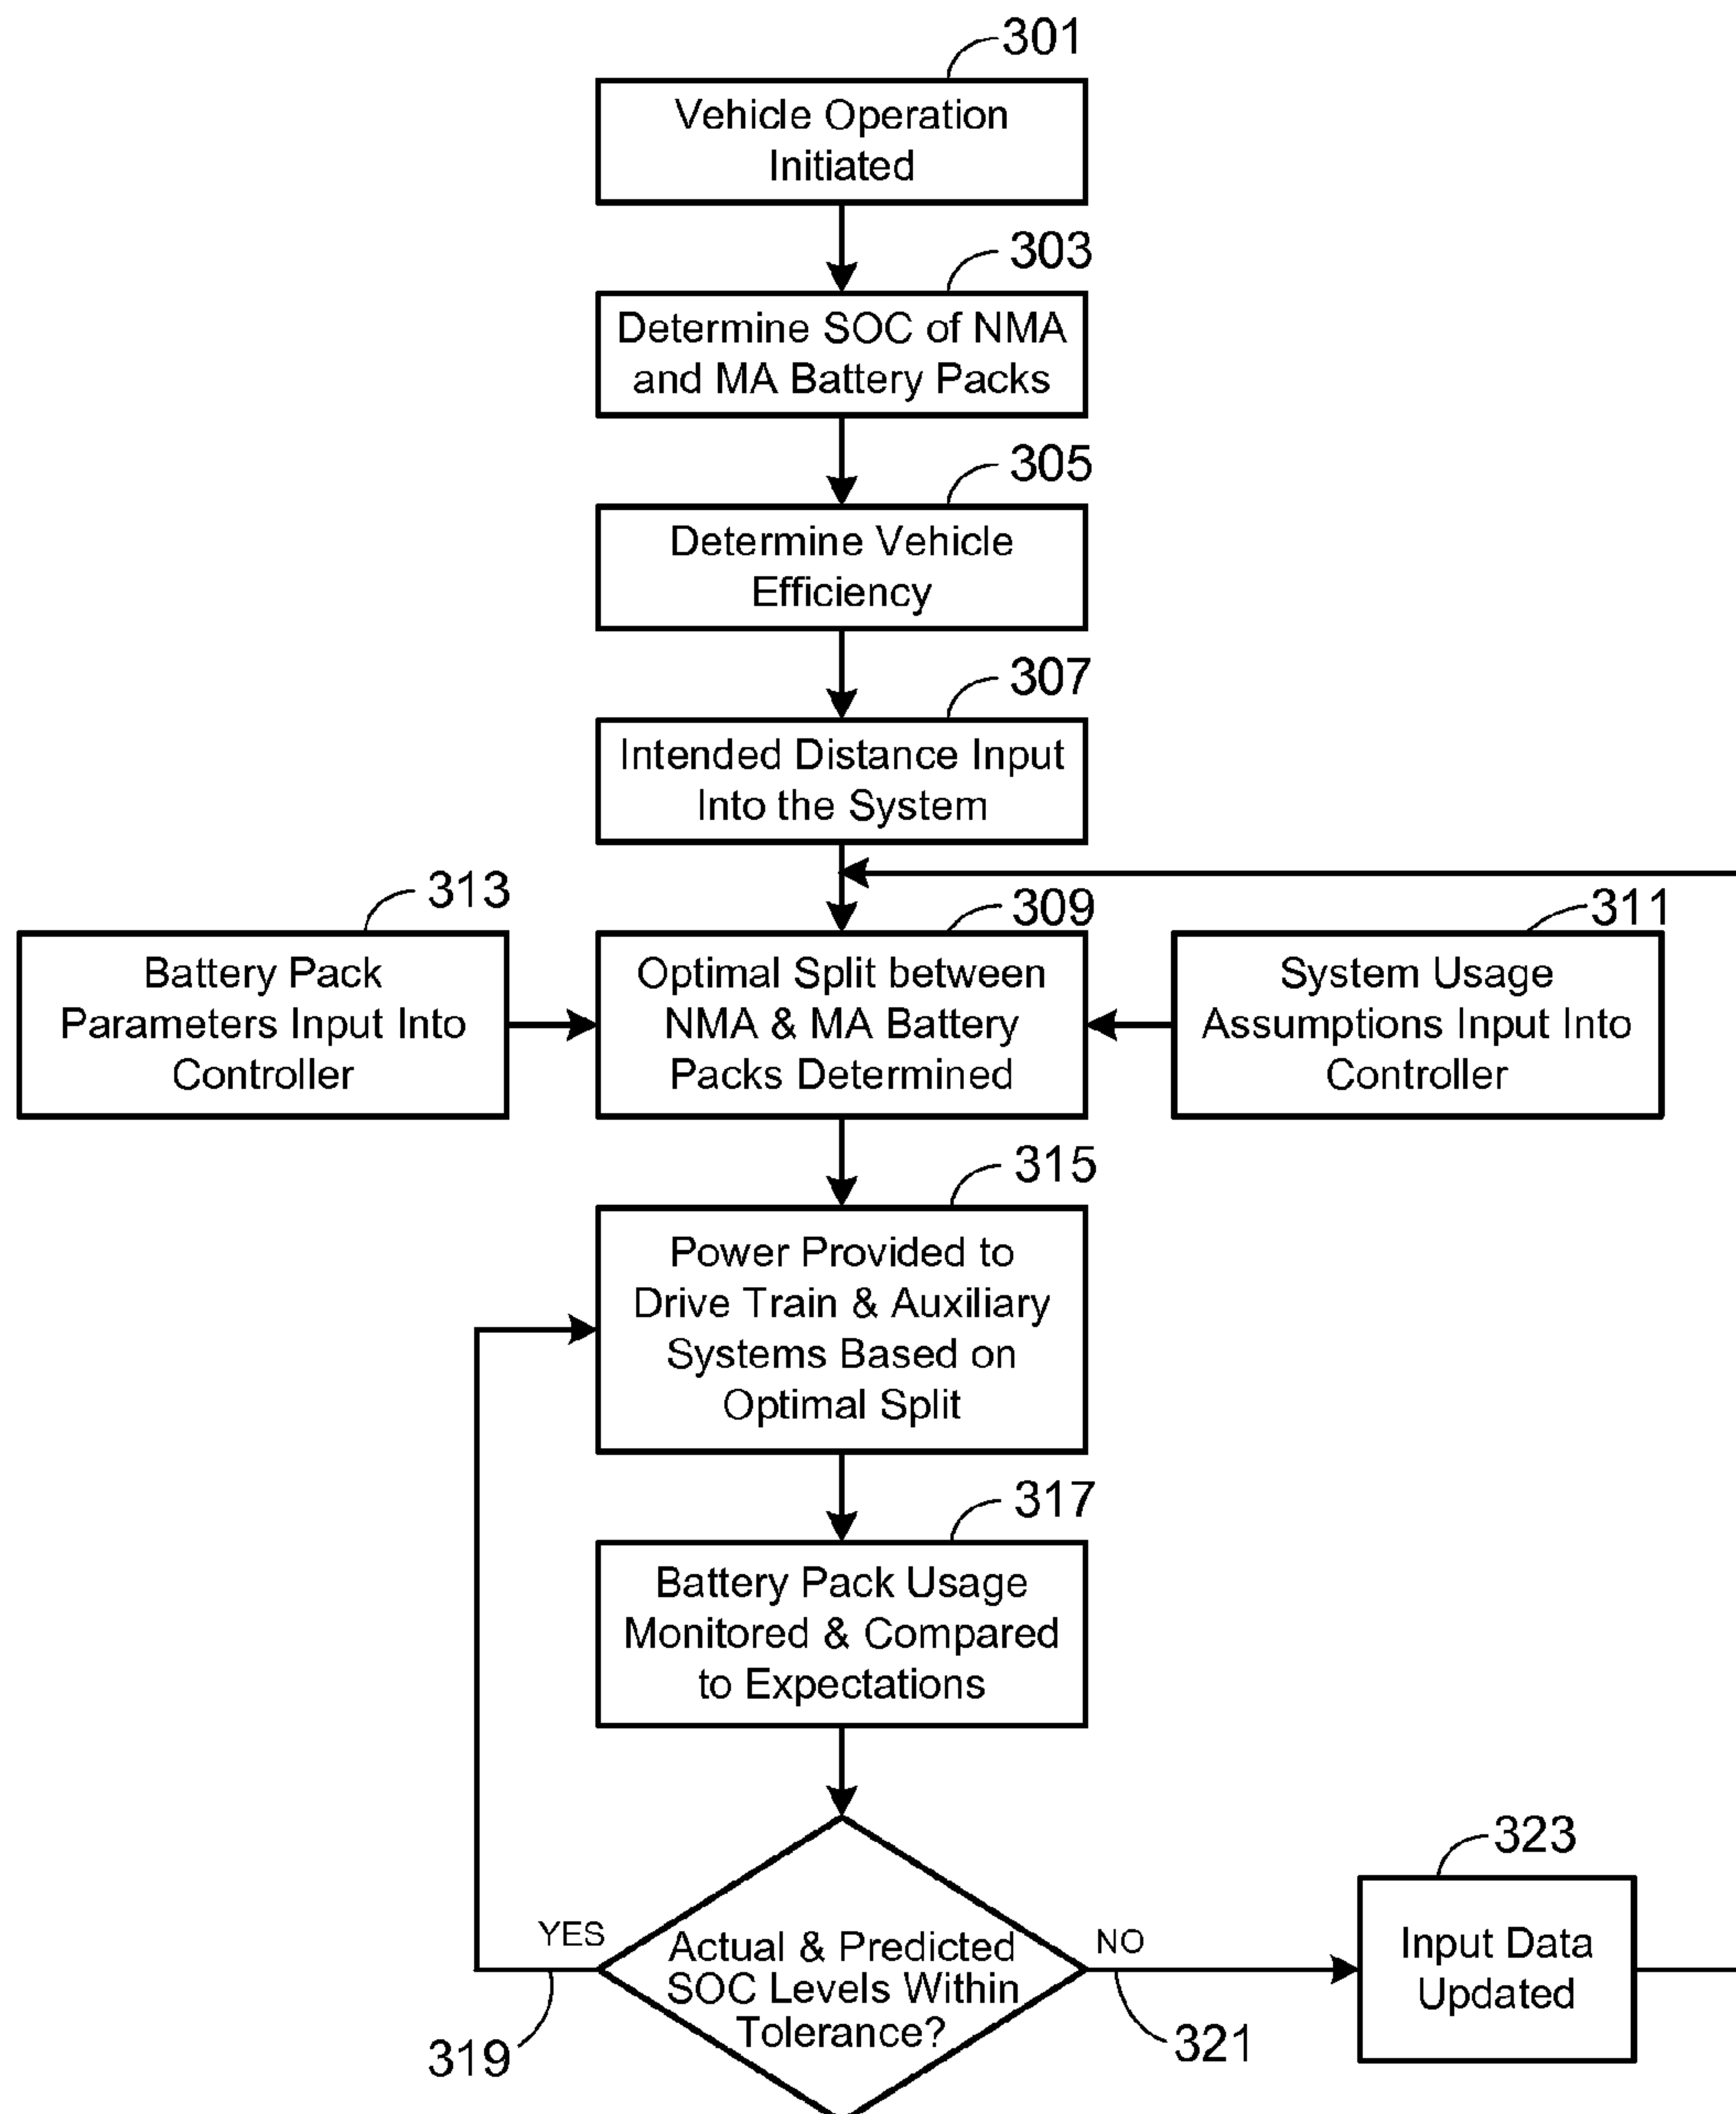 301
Vehicle Operation
Initiated
303
Determine SOC of NMA
and MA Battery Packs
305
Determine Vehicle
Efficiency
307
Intended Distance Input
Into the System
313
Battery Pack
Parameters Input Into
Controller
309
Optimal Split between
NMA & MA Battery
Packs Determined
311
System Usage
Assumptions Input Into
Controller
315
Power Provided to
Drive Train & Auxiliary
Systems Based on
Optimal Split
317
Battery Pack Usage
Monitored & Compared
to Expectations
YES
319
Actual & Predicted
SOC Levels Within
Tolerance?
NO
321
323
Input Data
Updated